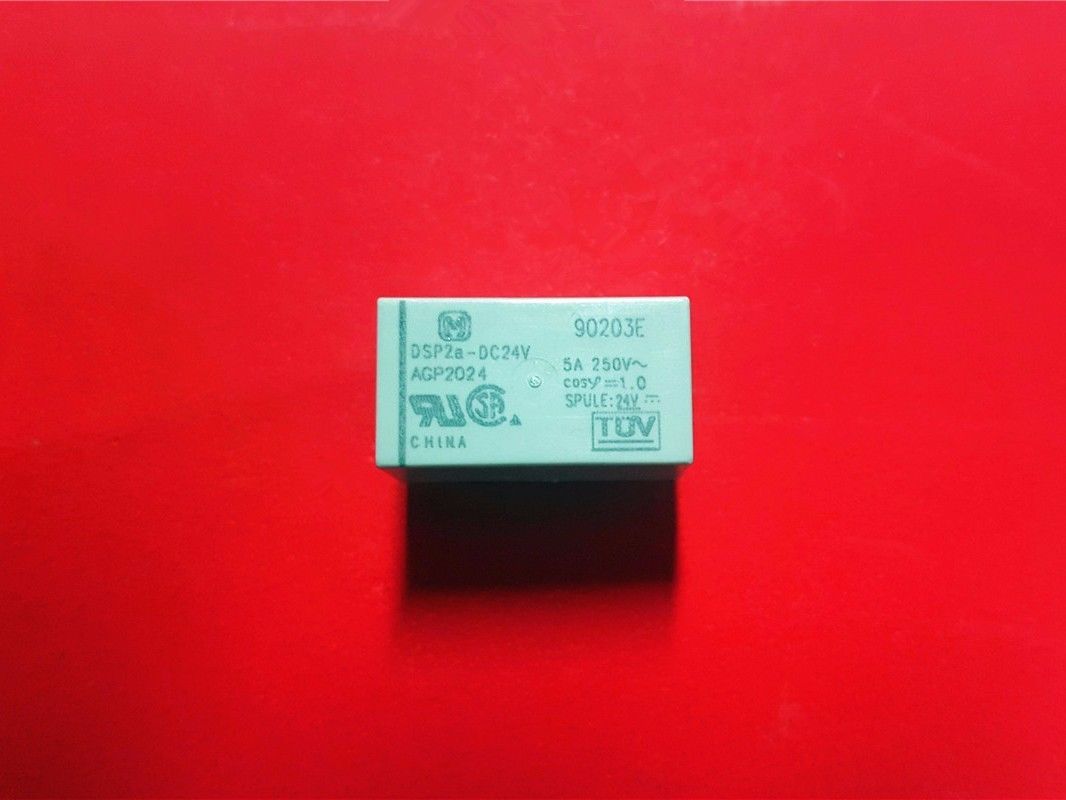 90203E
DSP2a-DC24V
AGP2024
CHINA
5A 250V~
cosφ=1.0
SPULE:24V ⎓
TÜV